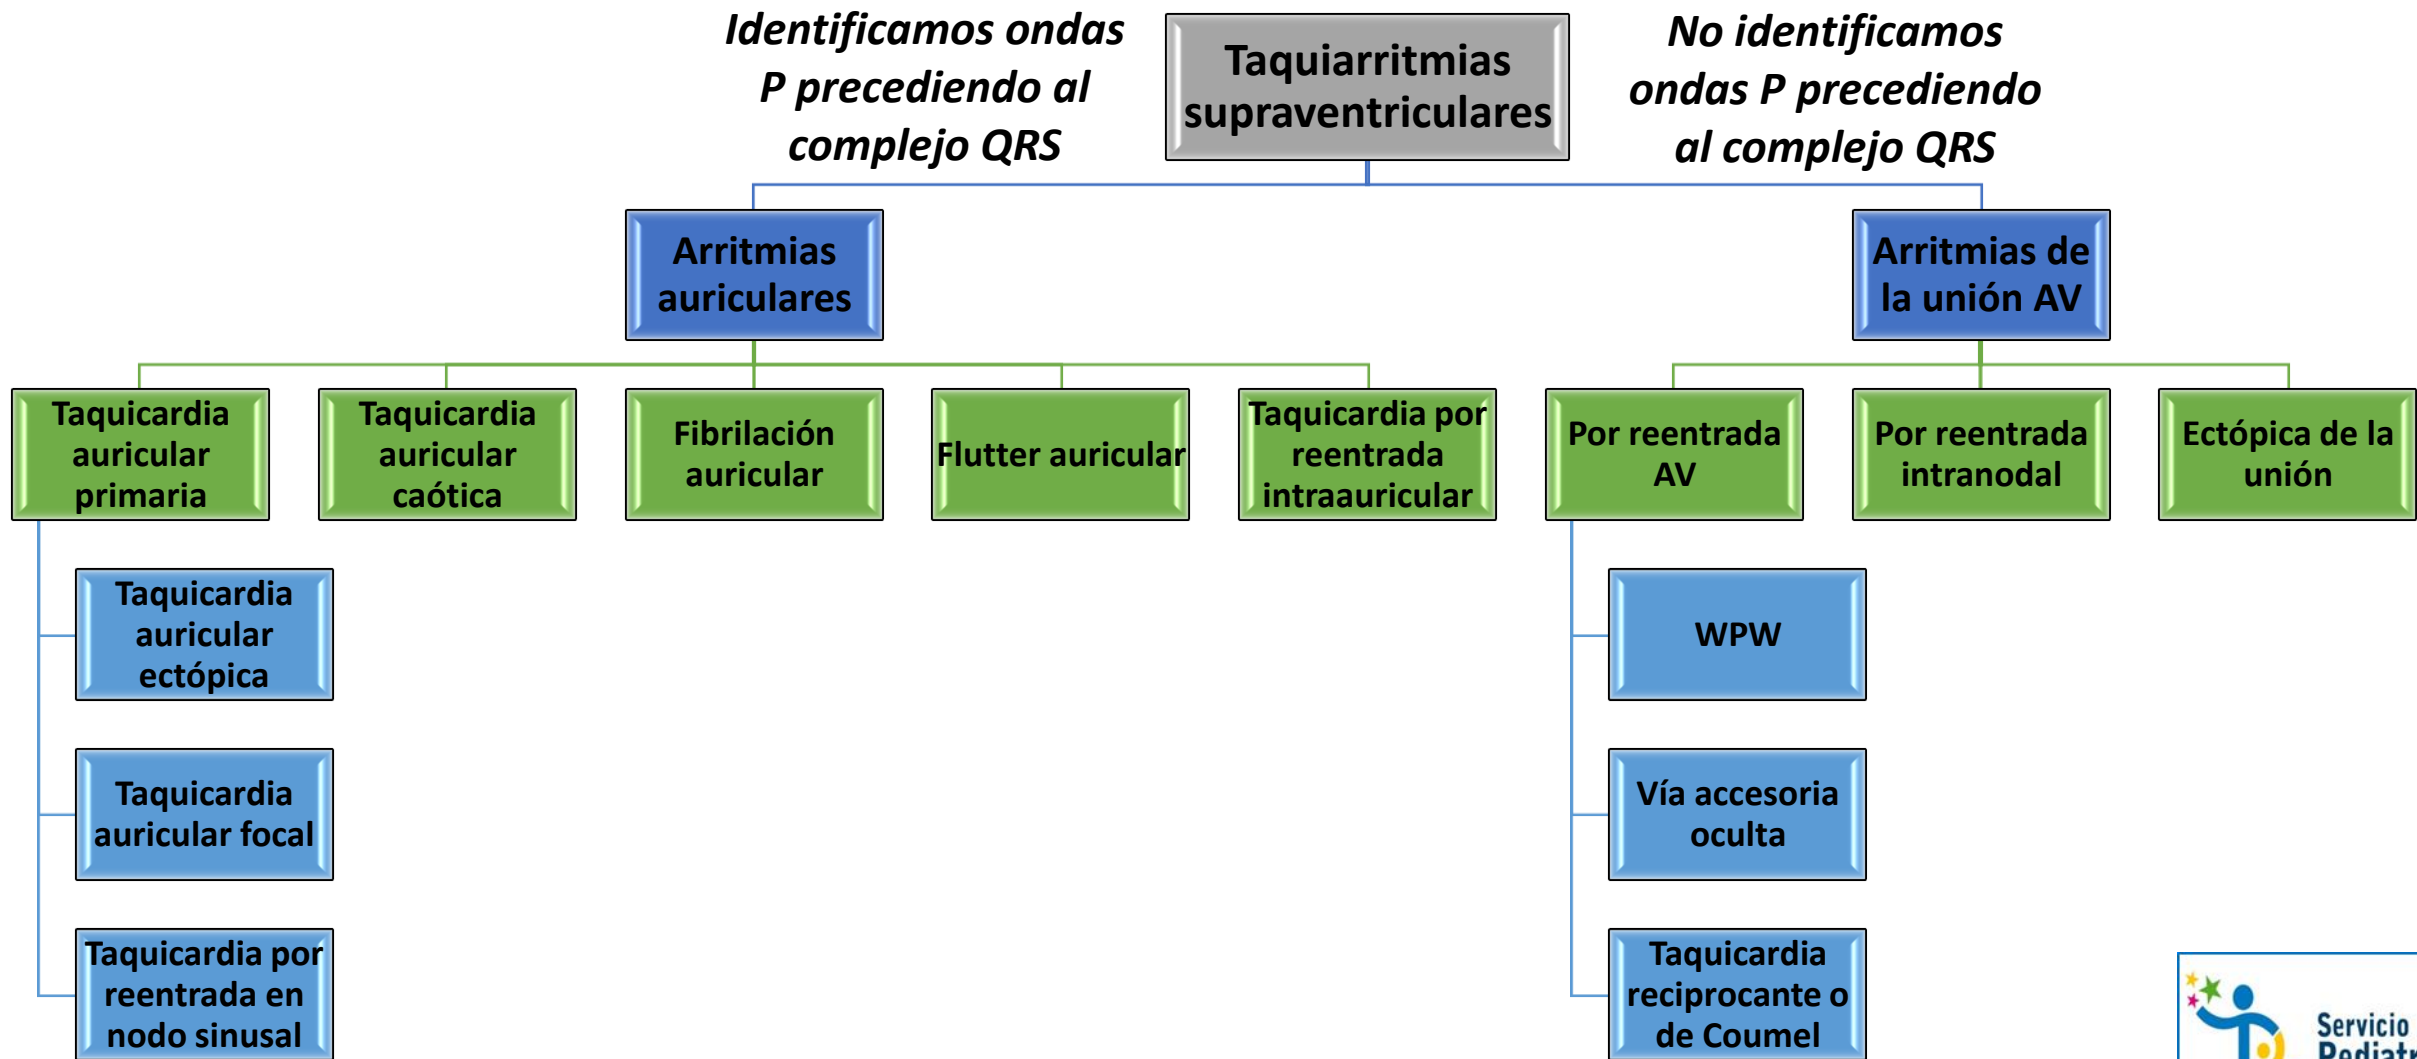 Identificamos ondas
P precediendo al
complejo QRS
Taquiarritmias
supraventriculares
No identificamos
ondas P precediendo
al complejo QRS
Arritmias
auriculares
Arritmias de
la unión AV
Taquicardia
auricular
primaria
Taquicardia
auricular
caótica
Fibrilación
auricular
Flutter auricular
Taquicardia por
reentrada
intraauricular
Por reentrada
AV
Por reentrada
intranodal
Ectópica de la
unión
Taquicardia
auricular
ectópica
Taquicardia
auricular focal
Taquicardia por
reentrada en
nodo sinusal
WPW
Vía accesoria
oculta
Taquicardia
reciprocante o
de Coumel
Servicio